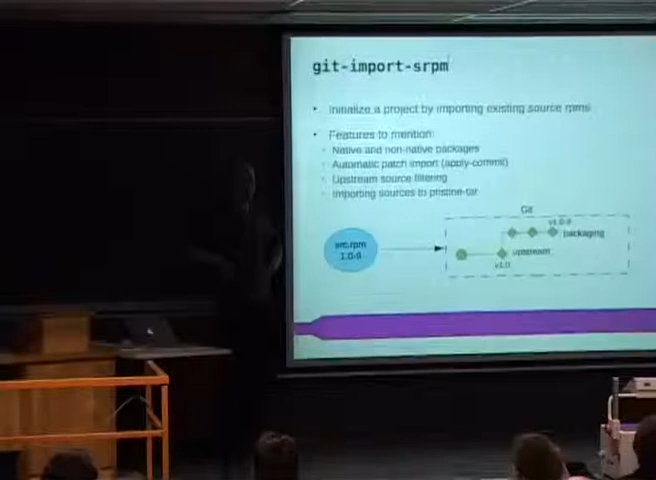 git-import-srpm
• Initialize a project by importing existing source rpms
• Features to mention:
◦ Native and non-native packages
◦ Automatic patch import (apply-commit)
◦ Upstream source filtering
◦ Importing sources to pristine-tar
Git
src.rpm
1.0-9
v1.0-9
packaging
upstream
v1.0